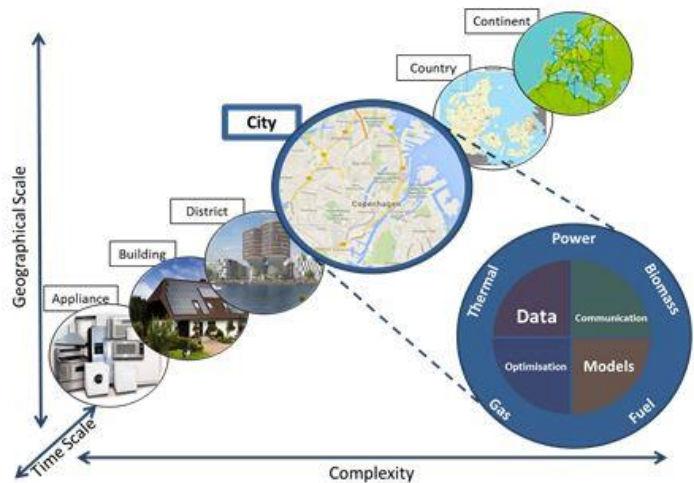 Continent
Country
City
District
Building
Appliance
Geographical Scale
Time Scale
Complexity
Copenhagen
Power
Thermal
Biomass
Gas
Fuel
Data
Communication
Optimisation
Models